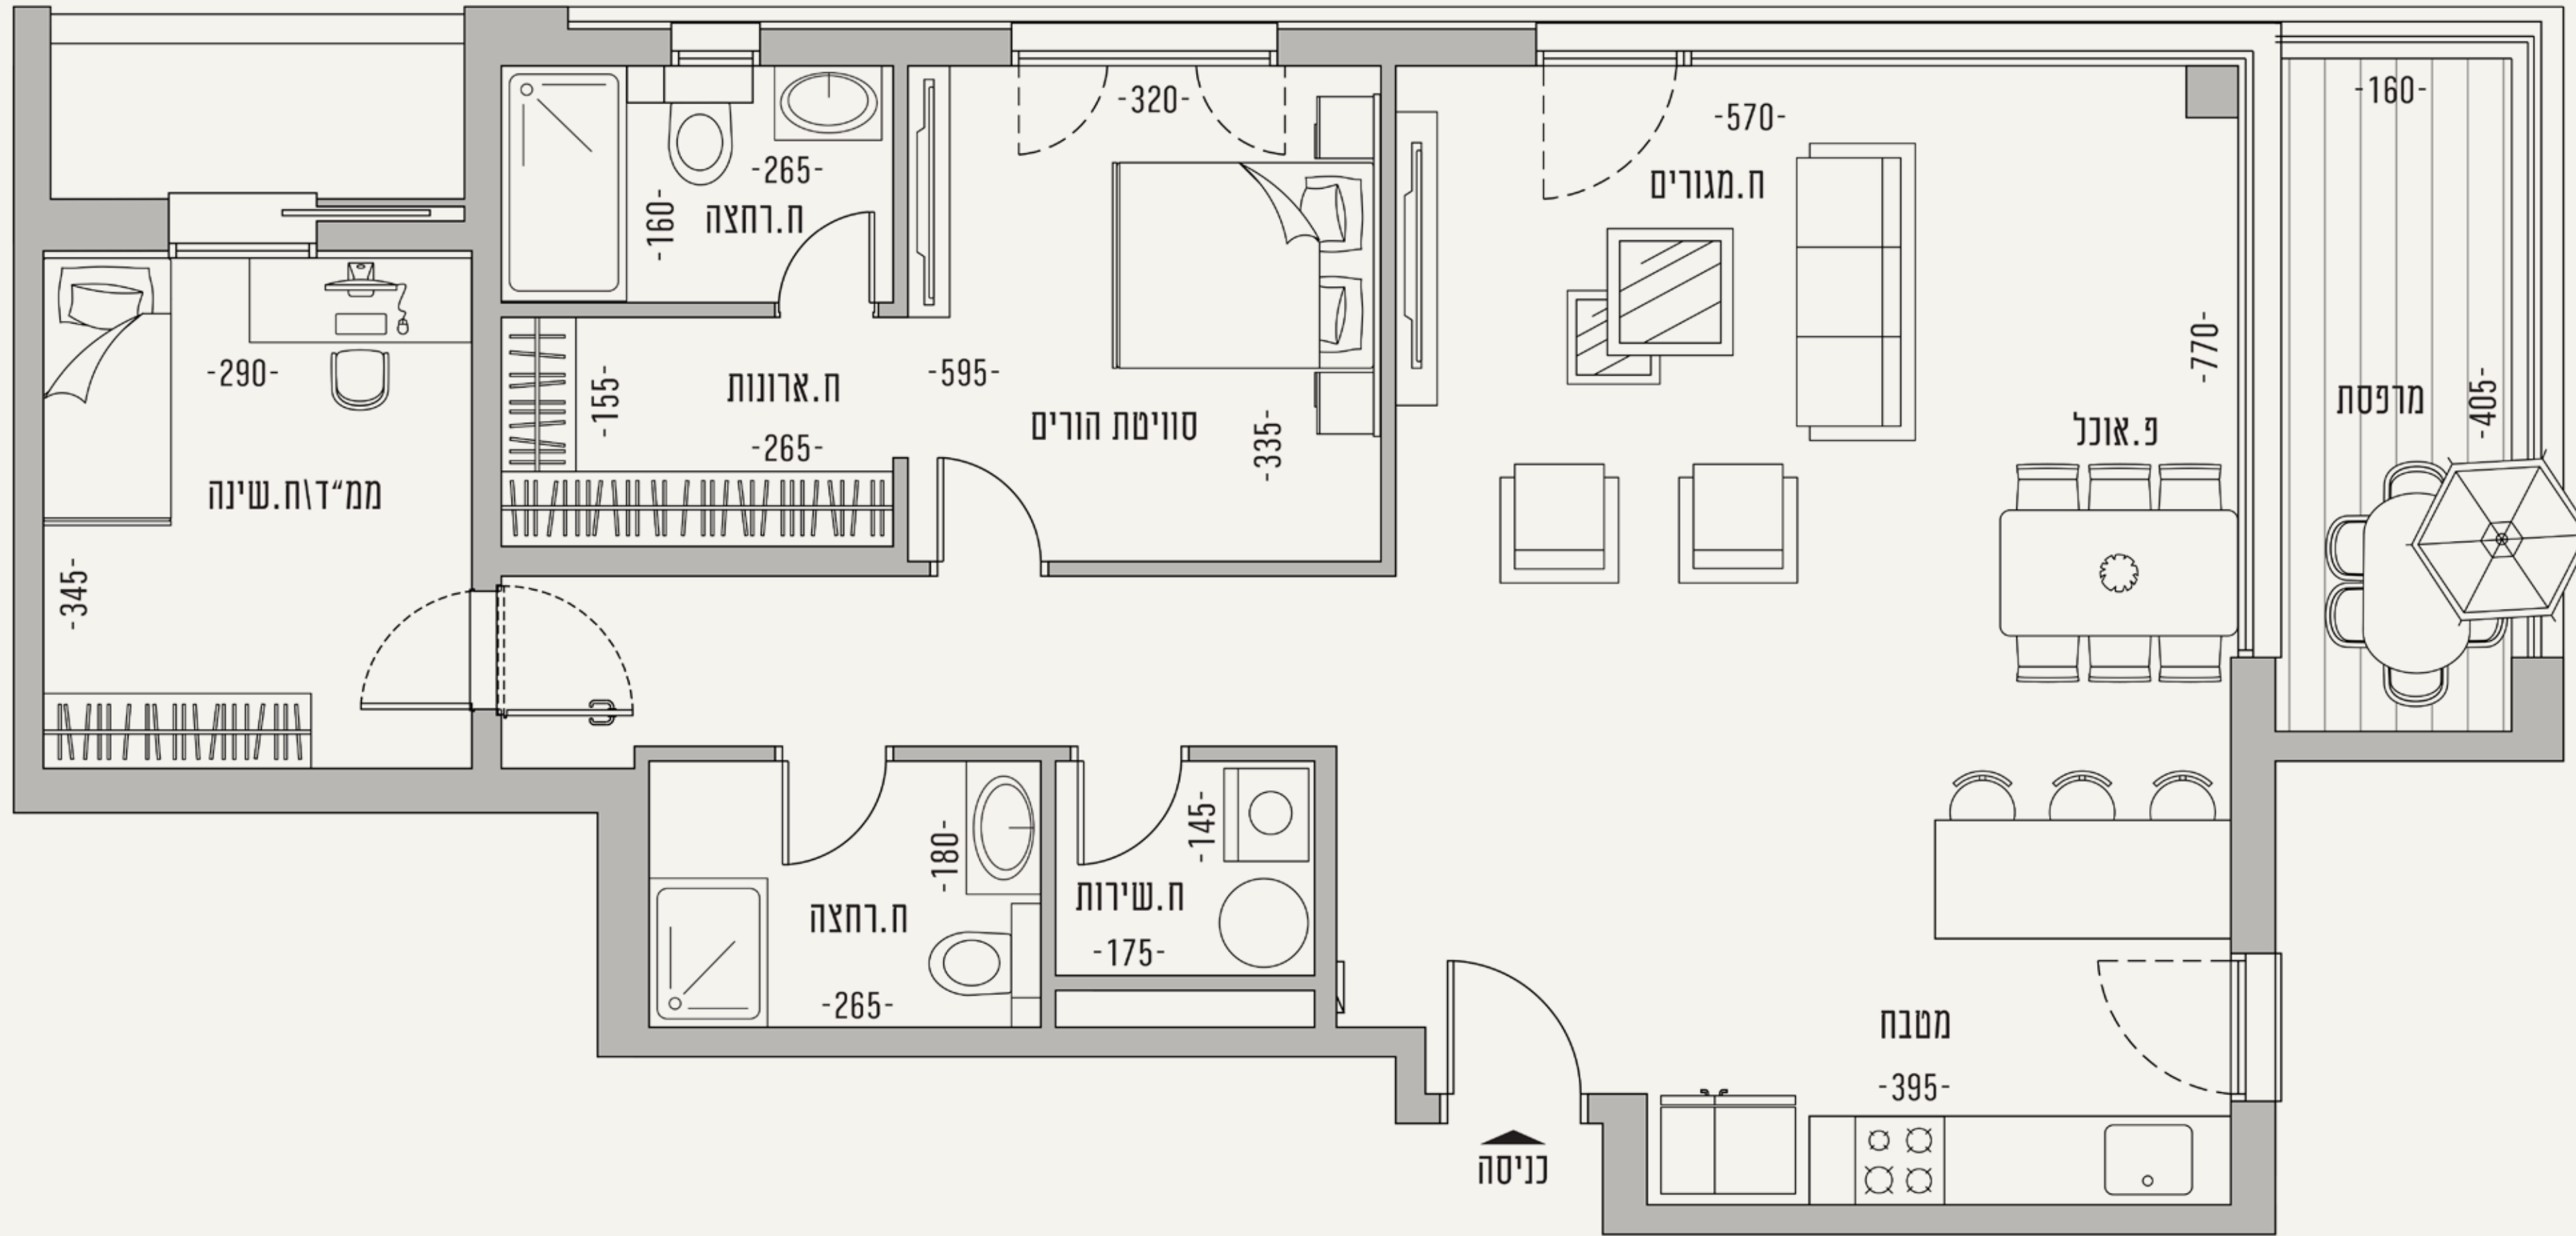 -160-
-320-
-570-
-265-
ח.מגורים
-160-
ח.רחצה
-770-
-290-
-155-
ח.ארונות
-595-
סוויטת הורים
-335-
-265-
פ.אוכל
מרפסת
-405-
ממ״ד\ח.שינה
-345-
-180-
-145-
ח.שירות
ח.רחצה
-175-
-265-
מטבח
-395-
כניסה